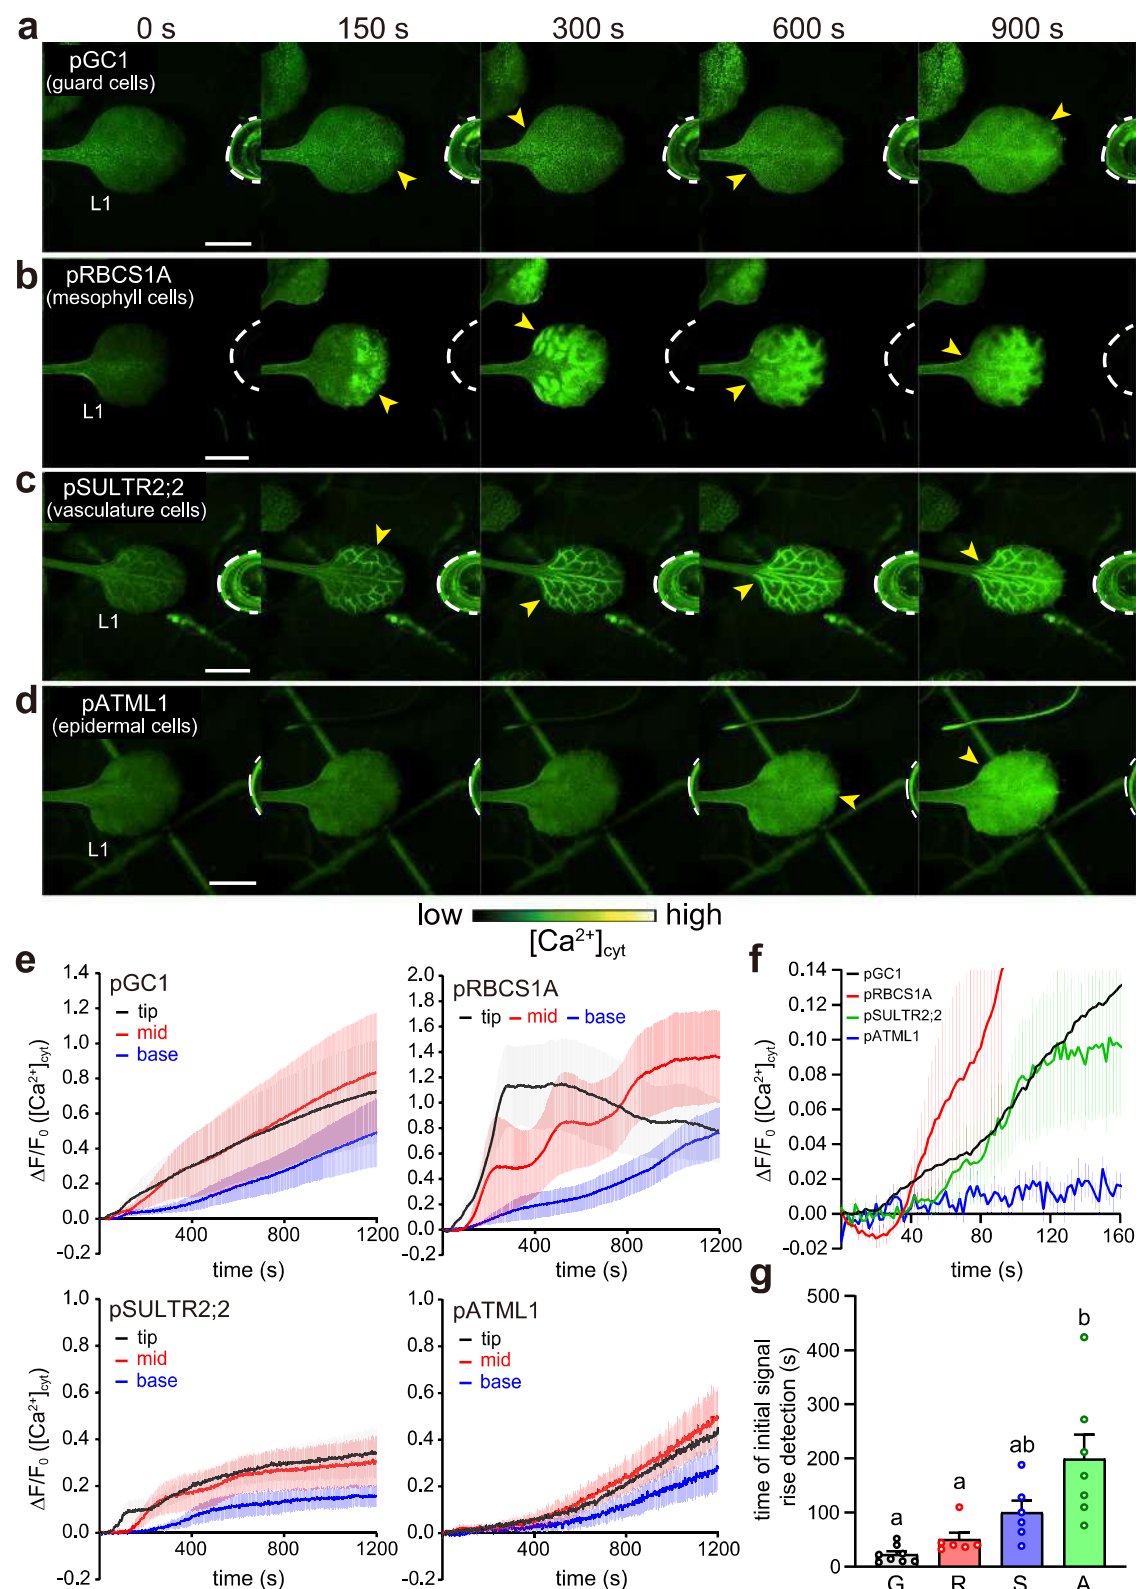 a
0 s 150 s 300 s 600 s 900 s
pGC1
(guard cells)
L1
b
pRBCS1A
(mesophyll cells)
L1
c
pSULTR2;2
(vasculature cells)
L1
d
pATML1
(epidermal cells)
L1
low high
[Ca²⁺]cyt
e
pGC1
tip
mid
base
1.4
1.2
1.0
0.8
0.6
0.4
0.2
0.0
-0.2
400 800 1200
time (s)
ΔF/F₀ ([Ca²⁺]cyt)
pRBCS1A
tip mid base
2.0
1.8
1.6
1.4
1.2
1.0
0.8
0.6
0.4
0.2
0.0
-0.2
400 800 1200
time (s)
f
pGC1
pRBCS1A
pSULTR2;2
pATML1
0.14
0.12
0.10
0.08
0.06
0.04
0.02
0.00
-0.02
40 80 120 160
time (s)
ΔF/F₀ ([Ca²⁺]cyt)
pSULTR2;2
tip
mid
base
1.0
0.8
0.6
0.4
0.2
0.0
-0.2
400 800 1200
time (s)
ΔF/F₀ ([Ca²⁺]cyt)
pATML1
tip
mid
base
1.0
0.8
0.6
0.4
0.2
0.0
-0.2
400 800 1200
time (s)
g
500
400
300
200
100
0
time of initial signal
rise detection (s)
a a ab b
G R S A